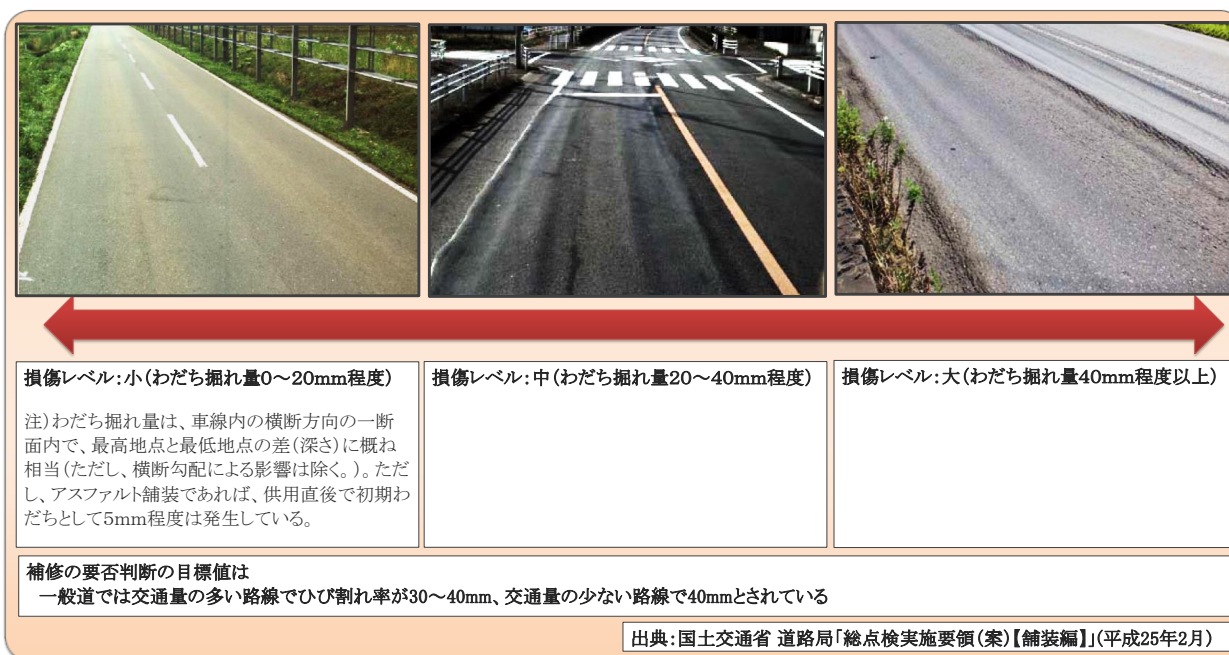 損傷レベル:小(わだち掘れ量0～20mm程度)
注)わだち掘れ量は、車線内の横断方向の一断
面内で、最高地点と最低地点の差(深さ)に概ね
相当(ただし、横断勾配による影響は除く。)。ただ
し、アスファルト舗装であれば、供用直後で初期わ
だちとして5mm程度は発生している。
損傷レベル:中(わだち掘れ量20～40mm程度)
損傷レベル:大(わだち掘れ量40mm程度以上)
補修の要否判断の目標値は
一般道では交通量の多い路線でひび割れ率が30～40mm、交通量の少ない路線で40mmとされている
出典:国土交通省 道路局「総点検実施要領(案)【舗装編】」(平成25年2月)